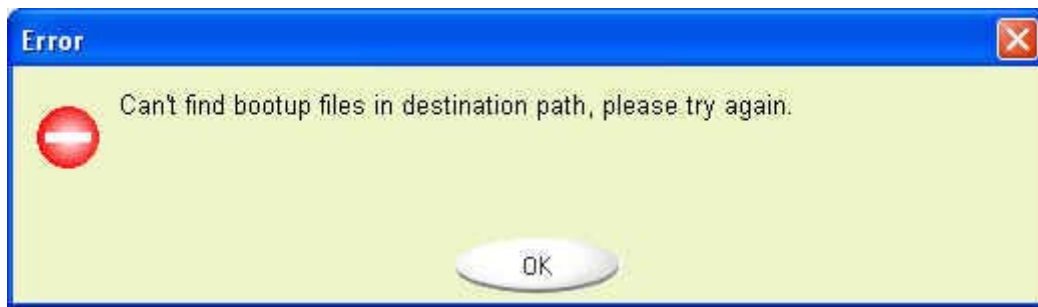 Error
Can't find bootup files in destination path, please try again.
OK